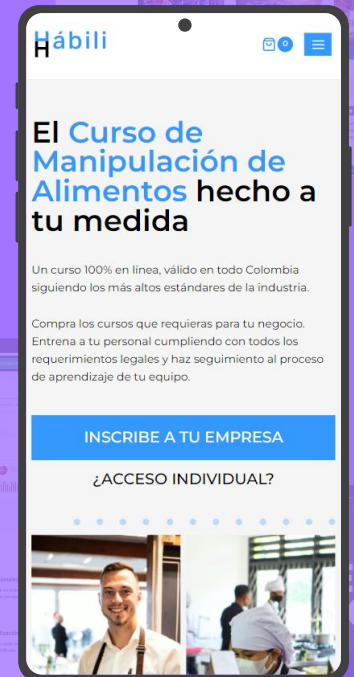 Hábili
H
0
El Curso de
Manipulación de
Alimentos hecho a
tu medida
Un curso 100% en línea, válido en todo Colombia
siguiendo los más altos estándares de la industria.
Compra los cursos que requieras para tu negocio.
Entrena a tu personal cumpliendo con todos los
requerimientos legales y haz seguimiento al proceso
de aprendizaje de tu equipo.
INSCRIBE A TU EMPRESA
¿ACCESO INDIVIDUAL?